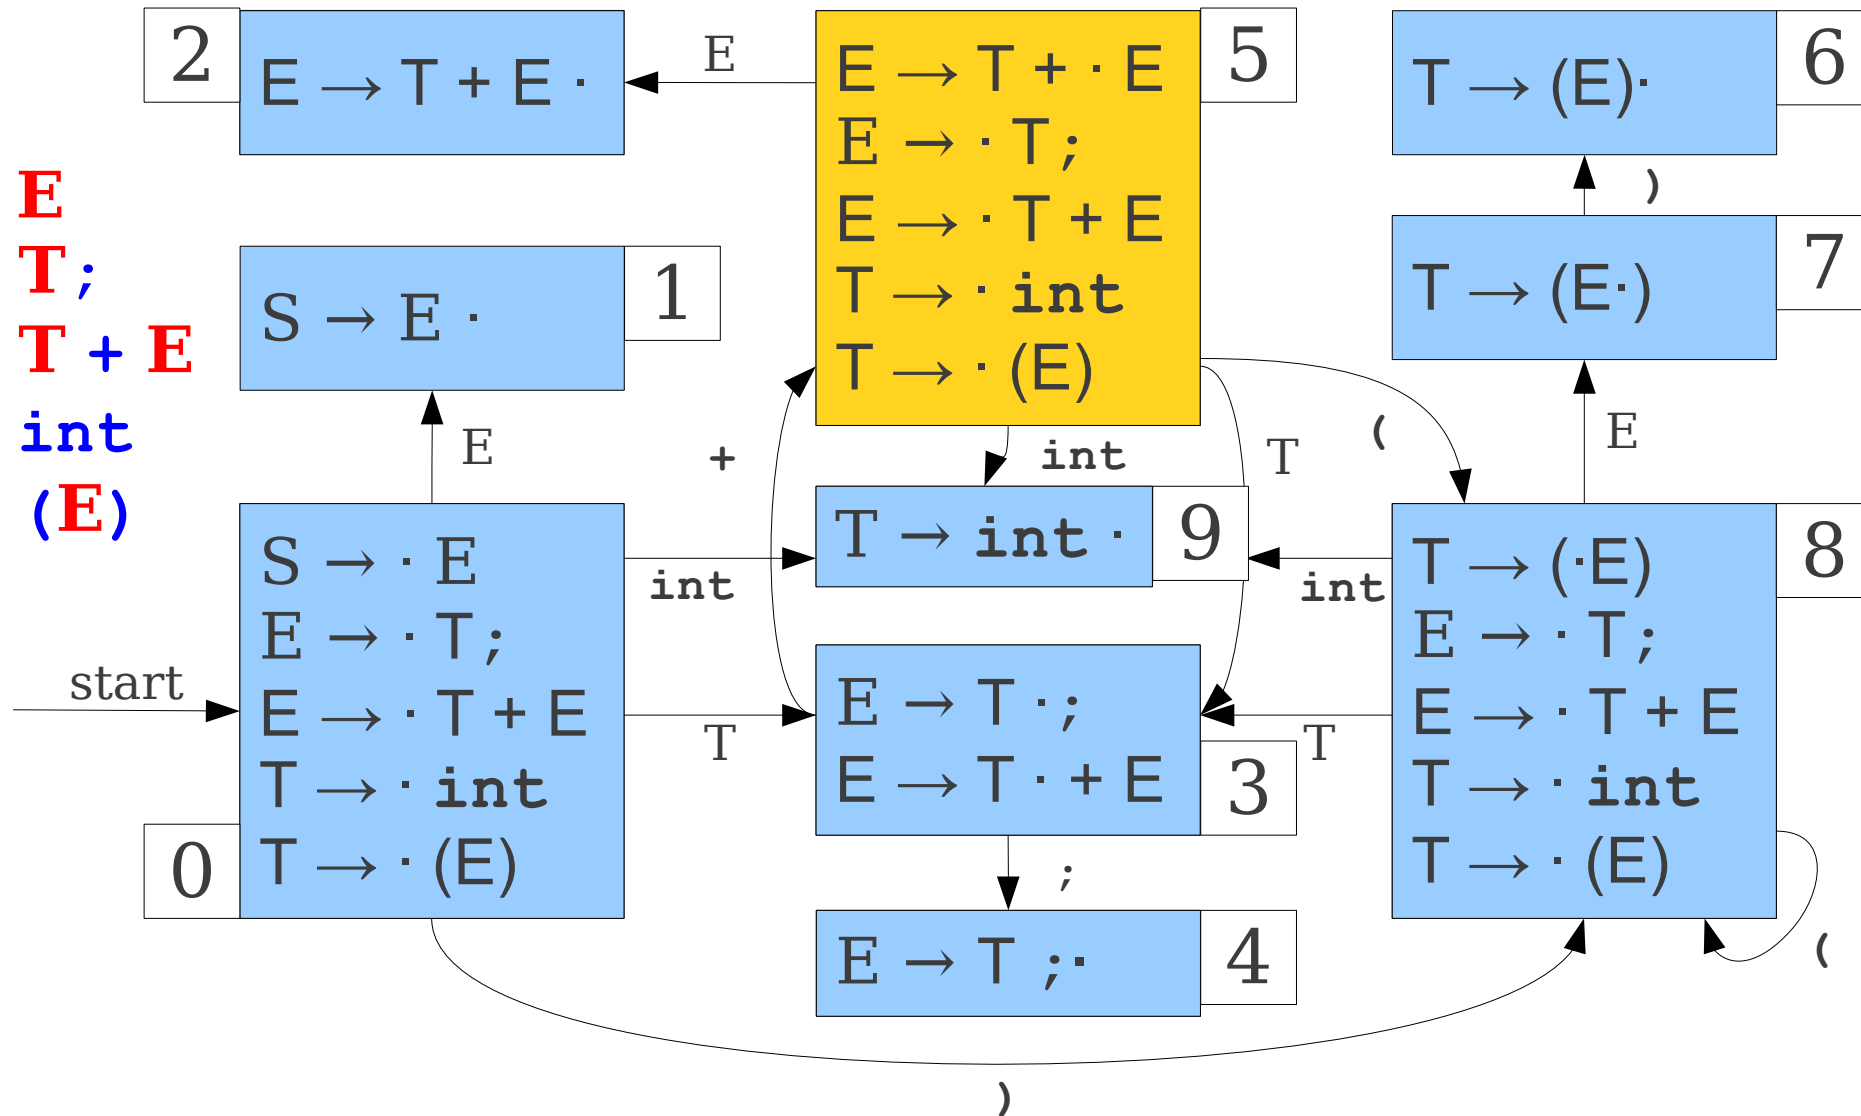 E
T ;
T + E
int
(E)
start
2
E → T + E ·
E
5
E → T + · E
E → · T ;
E → · T + E
T → · int
T → · (E)
6
T → (E)·
)
7
T → (E·)
E
1
S → E ·
E
+
int
T
(
0
S → · E
E → · T ;
E → · T + E
T → · int
T → · (E)
int
T
9
T → int ·
int
T
3
E → T · ;
E → T · + E
;
4
E → T ;·
8
T → (·E)
E → · T ;
E → · T + E
T → · int
T → · (E)
(
)